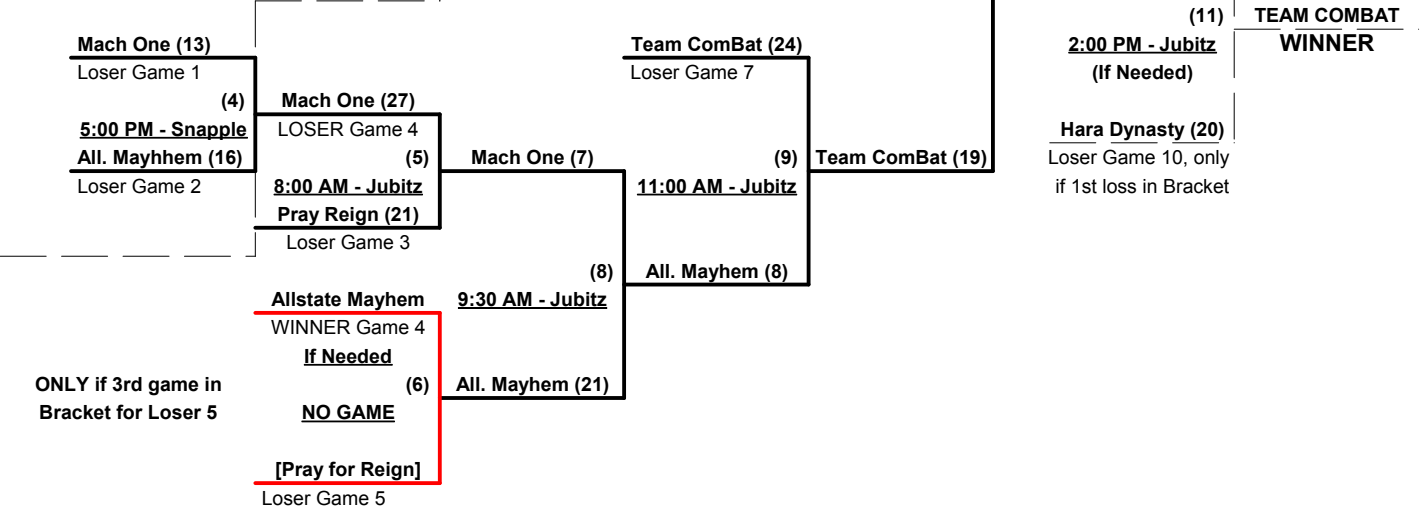 Mach One (13)
Loser Game 1
(4)
5:00 PM - Snapple
All. Mayhhem (16)
Loser Game 2
Mach One (27)
LOSER Game 4
(5)
8:00 AM - Jubitz
Pray Reign (21)
Loser Game 3
Allstate Mayhem
WINNER Game 4
If Needed
(6)
NO GAME
[Pray for Reign]
Loser Game 5
ONLY if 3rd game in
Bracket for Loser 5
Mach One (7)
(8)
9:30 AM - Jubitz
All. Mayhem (21)
Team ComBat (24)
Loser Game 7
(9)
11:00 AM - Jubitz
All. Mayhem (8)
Team ComBat (19)
(11)
2:00 PM - Jubitz
(If Needed)
Hara Dynasty (20)
Loser Game 10, only
if 1st loss in Bracket
TEAM COMBAT
WINNER